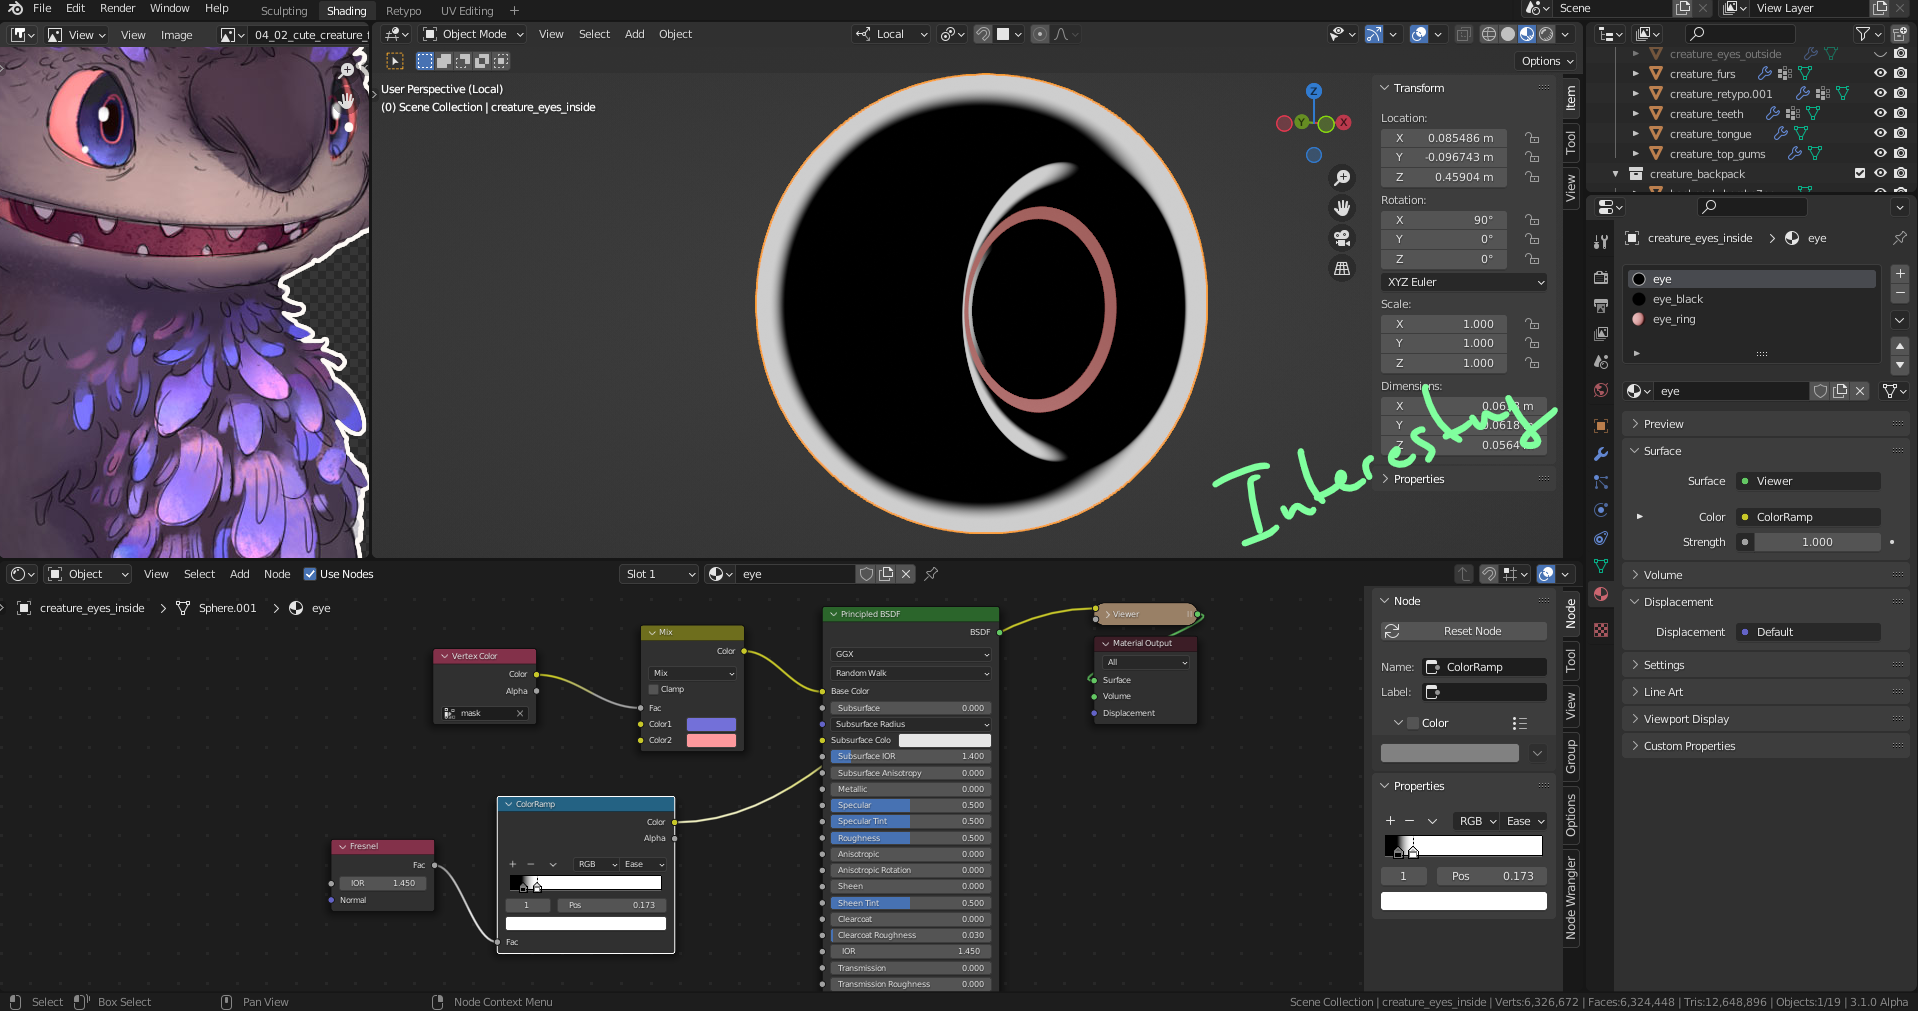 File Edit Render Window Help Sculpting Shading Retypo UV Editing + Scene View Layer
View View Image 04_02_cute_creature_f
Object Mode View Select Add Object Local
Options
User Perspective (Local)
(0) Scene Collection | creature_eyes_inside
Z
Y
X
Transform
Location:
X 0.085486 m
Y -0.096743 m
Z 0.45904 m
Rotation:
X 90°
Y 0°
Z 0°
XYZ Euler
Scale:
X 1.000
Y 1.000
Z 1.000
Dimensions:
X m
Y 0.0618
Z 0.0564
Properties
Interesting
Item
Tool
View
creature_eyes_outside
creature_furs
creature_retypo.001
creature_teeth
creature_tongue
creature_top_gums
creature_backpack
creature_eyes_inside > eye
eye
eye_black
eye_ring
eye
Preview
Surface
Surface Viewer
Color ColorRamp
Strength 1.000
Volume
Displacement
Displacement Default
Settings
Line Art
Viewport Display
Custom Properties
Object View Select Add Node Use Nodes Slot 1 eye
creature_eyes_inside > Sphere.001 > eye
Vertex Color
Color
Alpha
mask
Mix
Color
Mix
Clamp
Fac
Color1
Color2
Fresnel
Fac
IOR 1.450
Normal
ColorRamp
Color
Alpha
+ − RGB Ease
1 Pos 0.173
Fac
Principled BSDF
BSDF
GGX
Random Walk
Base Color
Subsurface 0.000
Subsurface Radius
Subsurface Colo
Subsurface IOR 1.400
Subsurface Anisotropy 0.000
Metallic 0.000
Specular 0.500
Specular Tint 0.500
Roughness 0.500
Anisotropic 0.000
Anisotropic Rotation 0.000
Sheen 0.000
Sheen Tint 0.500
Clearcoat 0.000
Clearcoat Roughness 0.030
IOR 1.450
Transmission 0.000
Transmission Roughness 0.000
Viewer
Material Output
All
Surface
Volume
Displacement
Node
Reset Node
Name: ColorRamp
Label:
Color
Properties
+ − RGB Ease
1 Pos 0.173
Node
Tool
View
Group
Options
Node Wrangler
Select Box Select Pan View Node Context Menu
Scene Collection | creature_eyes_inside | Verts:6,326,672 | Faces:6,324,448 | Tris:12,648,896 | Objects:1/19 | 3.1.0 Alpha